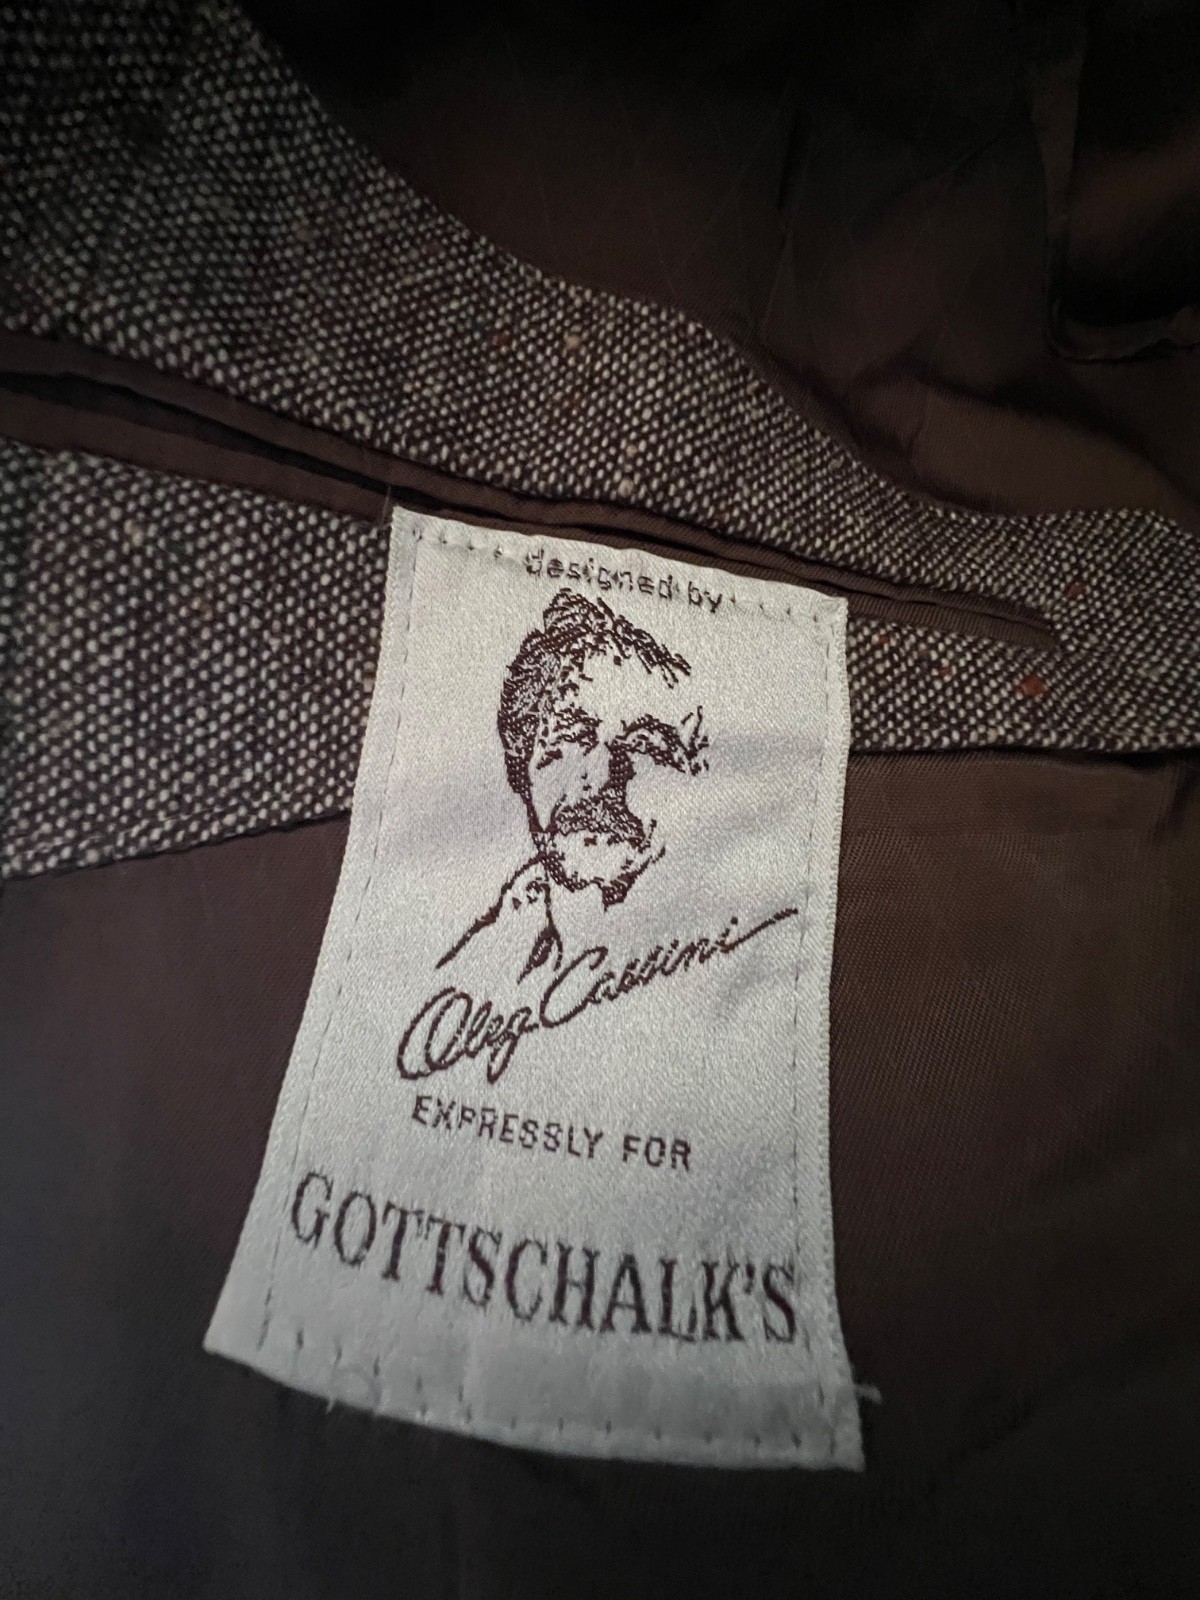 designed by
Oleg Cassini
EXPRESSLY FOR
GOTTSCHALK'S